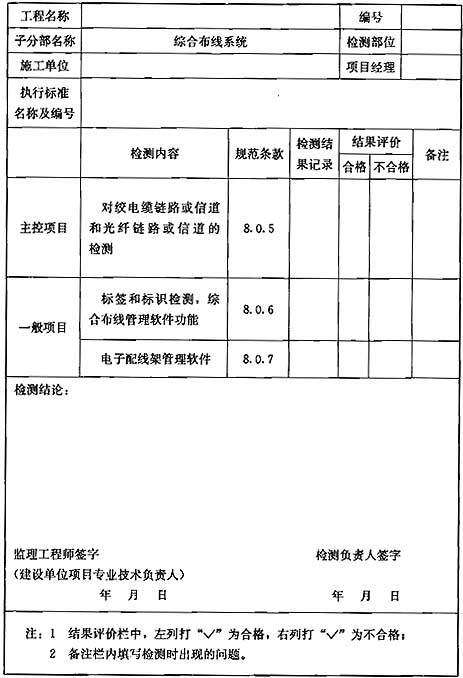 工程名称 编号
子分部名称 综合布线系统 检测部位
施工单位 项目经理
执行标准
名称及编号
检测内容 规范条款 检测结果记录 结果评价 备注
合格 不合格
主控项目
对绞电缆链路或信道
和光纤链路或信道的
检测
8.0.5
一般项目
标签和标识检测，综
合布线管理软件功能
8.0.6
电子配线架管理软件 8.0.7
检测结论：
监理工程师签字 检测负责人签字
（建设单位项目专业技术负责人）
年 月 日 年 月 日
注：1 结果评价栏中，左列打“✓”为合格，右列打“✓”为不合格；
2 备注栏内填写检测时出现的问题。